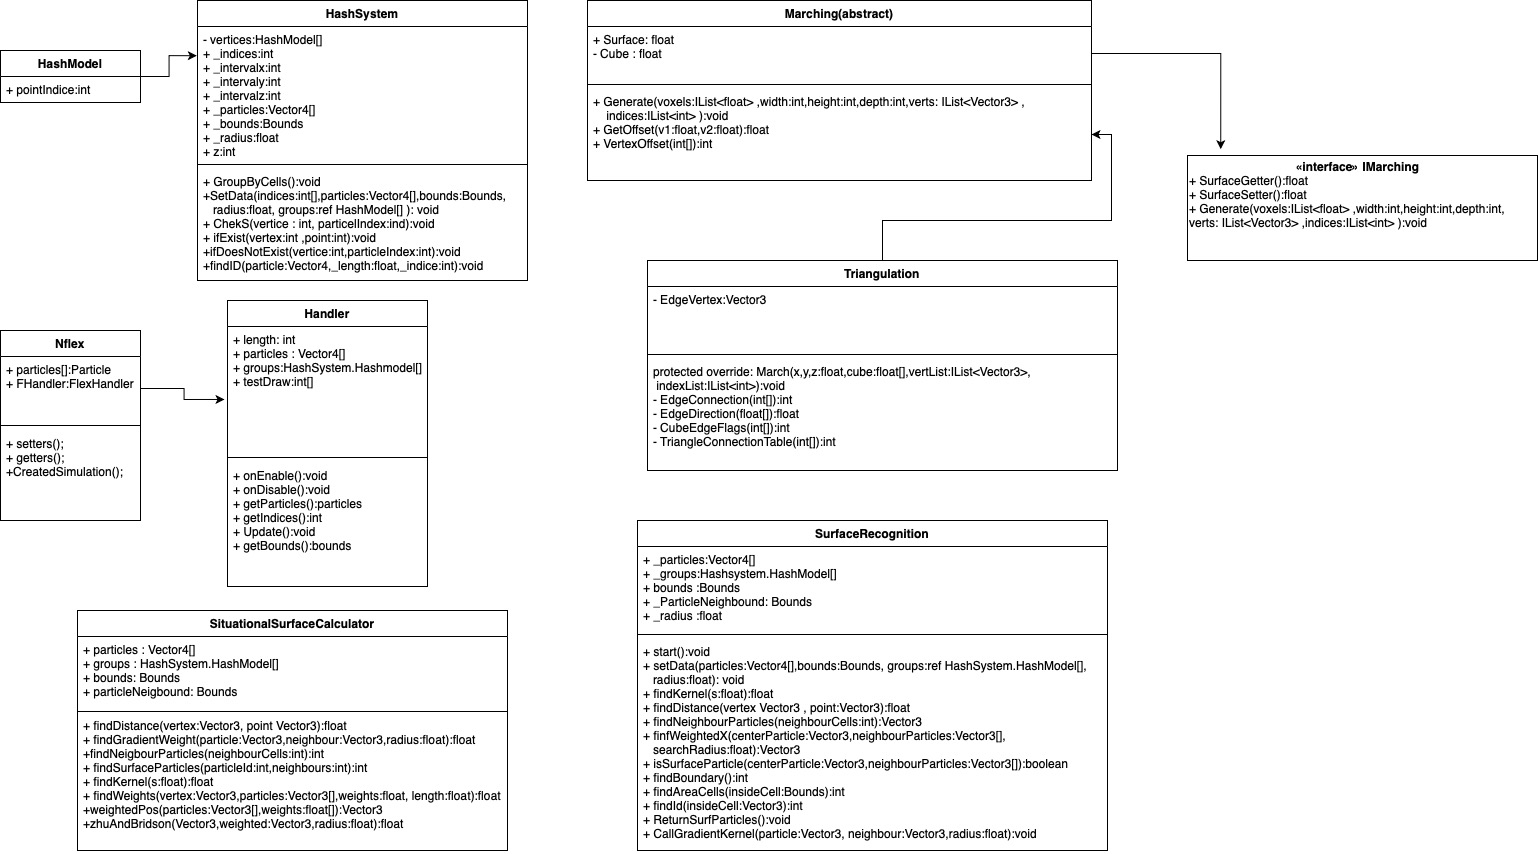 HashModel
+ pointIndice:int
HashSystem
- vertices:HashModel[]
+ _indices:int
+ _intervalx:int
+ _intervaly:int
+ _intervalz:int
+ _particles:Vector4[]
+ _bounds:Bounds
+ _radius:float
+ z:int
+ GroupByCells():void
+SetData(indices:int[],particles:Vector4[],bounds:Bounds,
radius:float, groups:ref HashModel[] ): void
+ ChekS(vertice : int, particelIndex:ind):void
+ ifExist(vertex:int ,point:int):void
+ifDoesNotExist(vertice:int,particleIndex:int):void
+findID(particle:Vector4,_length:float,_indice:int):void
Marching(abstract)
+ Surface: float
- Cube : float
+ Generate(voxels:IList<float> ,width:int,height:int,depth:int,verts: IList<Vector3> ,
indices:IList<int> ):void
+ GetOffset(v1:float,v2:float):float
+ VertexOffset(int[]):int
«interface» IMarching
+ SurfaceGetter():float
+ SurfaceSetter():float
+ Generate(voxels:IList<float> ,width:int,height:int,depth:int,
verts: IList<Vector3> ,indices:IList<int> ):void
Triangulation
- EdgeVertex:Vector3
protected override: March(x,y,z:float,cube:float[],vertList:IList<Vector3>,
indexList:IList<int>):void
- EdgeConnection(int[]):int
- EdgeDirection(float[]):float
- CubeEdgeFlags(int[]):int
- TriangleConnectionTable(int[]):int
Nflex
+ particles[]:Particle
+ FHandler:FlexHandler
+ setters();
+ getters();
+CreatedSimulation();
Handler
+ length: int
+ particles : Vector4[]
+ groups:HashSystem.Hashmodel[]
+ testDraw:int[]
+ onEnable():void
+ onDisable():void
+ getParticles():particles
+ getIndices():int
+ Update():void
+ getBounds():bounds
SituationalSurfaceCalculator
+ particles : Vector4[]
+ groups : HashSystem.HashModel[]
+ bounds: Bounds
+ particleNeigbound: Bounds
+ findDistance(vertex:Vector3, point Vector3):float
+ findGradientWeight(particle:Vector3,neighbour:Vector3,radius:float):float
+findNeigbourParticles(neighbourCells:int):int
+ findSurfaceParticles(particleId:int,neighbours:int):int
+ findKernel(s:float):float
+ findWeights(vertex:Vector3,particles:Vector3[],weights:float, length:float):float
+weightedPos(particles:Vector3[],weights:float[]):Vector3
+zhuAndBridson(Vector3,weighted:Vector3,radius:float):float
SurfaceRecognition
+ _particles:Vector4[]
+ _groups:Hashsystem.HashModel[]
+ bounds :Bounds
+ _ParticleNeighbound: Bounds
+ _radius :float
+ start():void
+ setData(particles:Vector4[],bounds:Bounds, groups:ref HashSystem.HashModel[],
radius:float): void
+ findKernel(s:float):float
+ findDistance(vertex Vector3 , point:Vector3):float
+ findNeighbourParticles(neighbourCells:int):Vector3
+ finfWeightedX(centerParticle:Vector3,neighbourParticles:Vector3[],
searchRadius:float):Vector3
+ isSurfaceParticle(centerParticle:Vector3,neighbourParticles:Vector3[]):boolean
+ findBoundary():int
+ findAreaCells(insideCell:Bounds):int
+ findId(insideCell:Vector3):int
+ ReturnSurfParticles():void
+ CallGradientKernel(particle:Vector3, neighbour:Vector3,radius:float):void